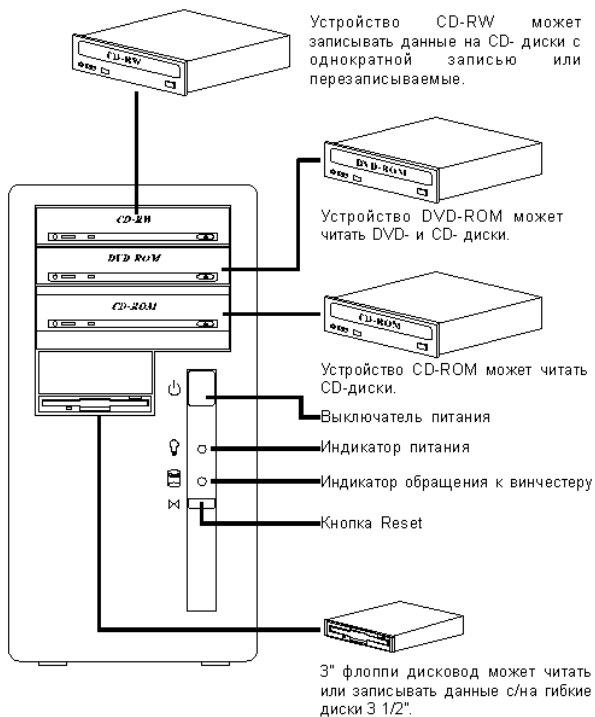 Устройство CD-RW может
записывать данные на CD- диски с
однократной записью или
перезаписываемые.
CD-RW
DVD-ROM
Устройство DVD-ROM может
читать DVD- и CD- диски.
CD-RW
DVD ROM
CD-ROM
CD-ROM
Устройство CD-ROM может читать
CD-диски.
Выключатель питания
Индикатор питания
Индикатор обращения к винчестеру
Кнопка Reset
3" флоппи дисковод может читать
или записывать данные с/на гибкие
диски 3 1/2".